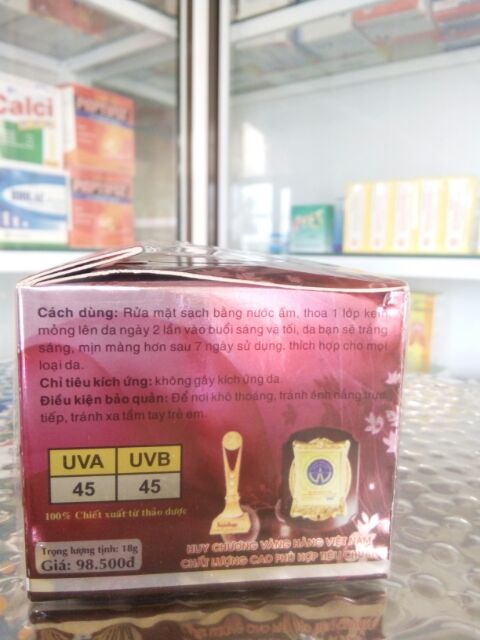 Calci
Cách dùng: Rửa mặt sạch bằng nước ấm, thoa 1 lớp kem
mỏng lên da ngày 2 lần vào buổi sáng và tối, da bạn sẽ trắng
sáng, mịn màng hơn sau 7 ngày sử dụng. thích hợp cho mọi
loại da.
Chỉ tiêu kích ứng: không gây kích ứng da.
Điều kiện bảo quản: Để nơi khô thoáng, tránh ánh nắng trực
tiếp, tránh xa tầm tay trẻ em.
UVA UVB
45 45
100% Chiết xuất từ thảo dược
Trọng lượng tịnh: 18g
Giá: 98.500đ
HUY CHƯƠNG VÀNG HÀNG VIỆT NAM
CHẤT LƯỢNG CAO PHÙ HỢP TIÊU CHUẨN